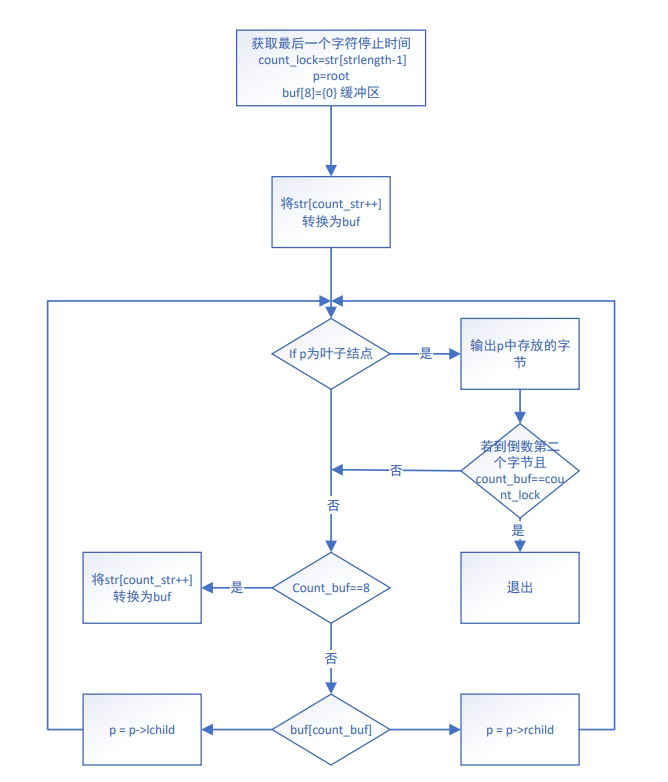 获取最后一个字符停止时间
count_lock=str[strlength-1]
p=root
buf[8]={0} 缓冲区
将str[count_str++]
转换为buf
If p为叶子结点
是
输出p中存放的字
节
若到倒数第二
个字节且
count_buf==cou
nt_lock
否
否
是
将str[count_str++]
转换为buf
是
Count_buf==8
退出
否
p = p->lchild
buf[count_buf]
p = p->rchild